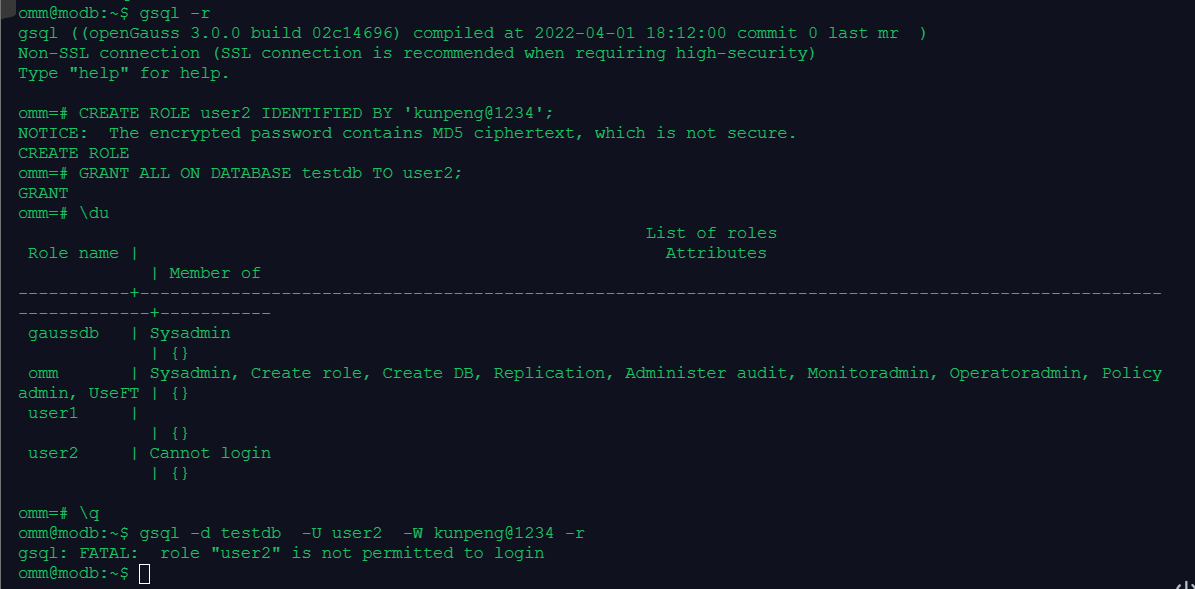 omm@modb:~$ gsql -r
gsql ((openGauss 3.0.0 build 02c14696) compiled at 2022-04-01 18:12:00 commit 0 last mr  )
Non-SSL connection (SSL connection is recommended when requiring high-security)
Type "help" for help.

omm=# CREATE ROLE user2 IDENTIFIED BY 'kunpeng@1234';
NOTICE:  The encrypted password contains MD5 ciphertext, which is not secure.
CREATE ROLE
omm=# GRANT ALL ON DATABASE testdb TO user2;
GRANT
omm=# \du
                                                              List of roles
 Role name |                                                    Attributes
             | Member of
-----------+-----------------------------------------------------------------------------------------------------
-------------+-----------
 gaussdb   | Sysadmin
             | {}
 omm       | Sysadmin, Create role, Create DB, Replication, Administer audit, Monitoradmin, Operatoradmin, Policy
admin, UseFT | {}
 user1     |
             | {}
 user2     | Cannot login
             | {}

omm=# \q
omm@modb:~$ gsql -d testdb  -U user2  -W kunpeng@1234 -r
gsql: FATAL:  role "user2" is not permitted to login
omm@modb:~$